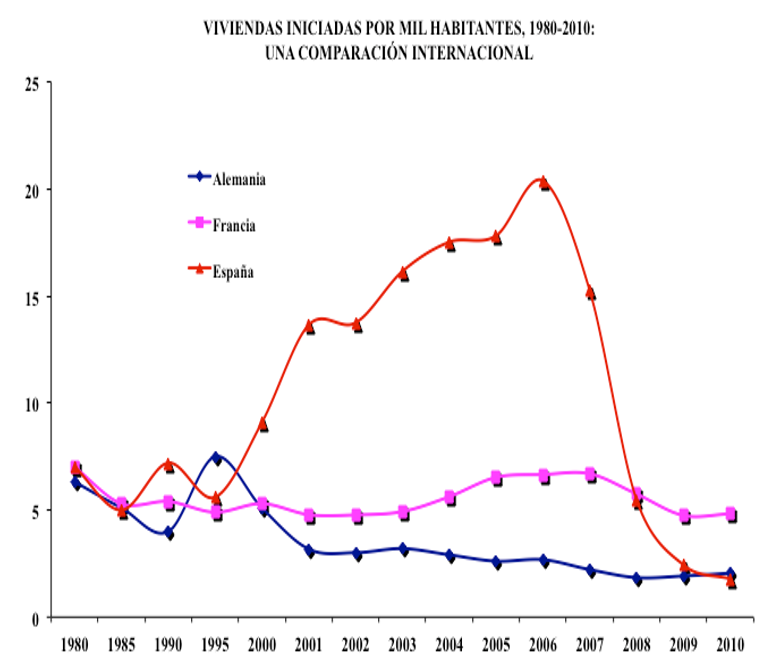 VIVIENDAS INICIADAS POR MIL HABITANTES, 1980-2010:
UNA COMPARACIÓN INTERNACIONAL
25
20
15
10
5
0
Alemania
Francia
España
1980 1985 1990 1995 2000 2001 2002 2003 2004 2005 2006 2007 2008 2009 2010